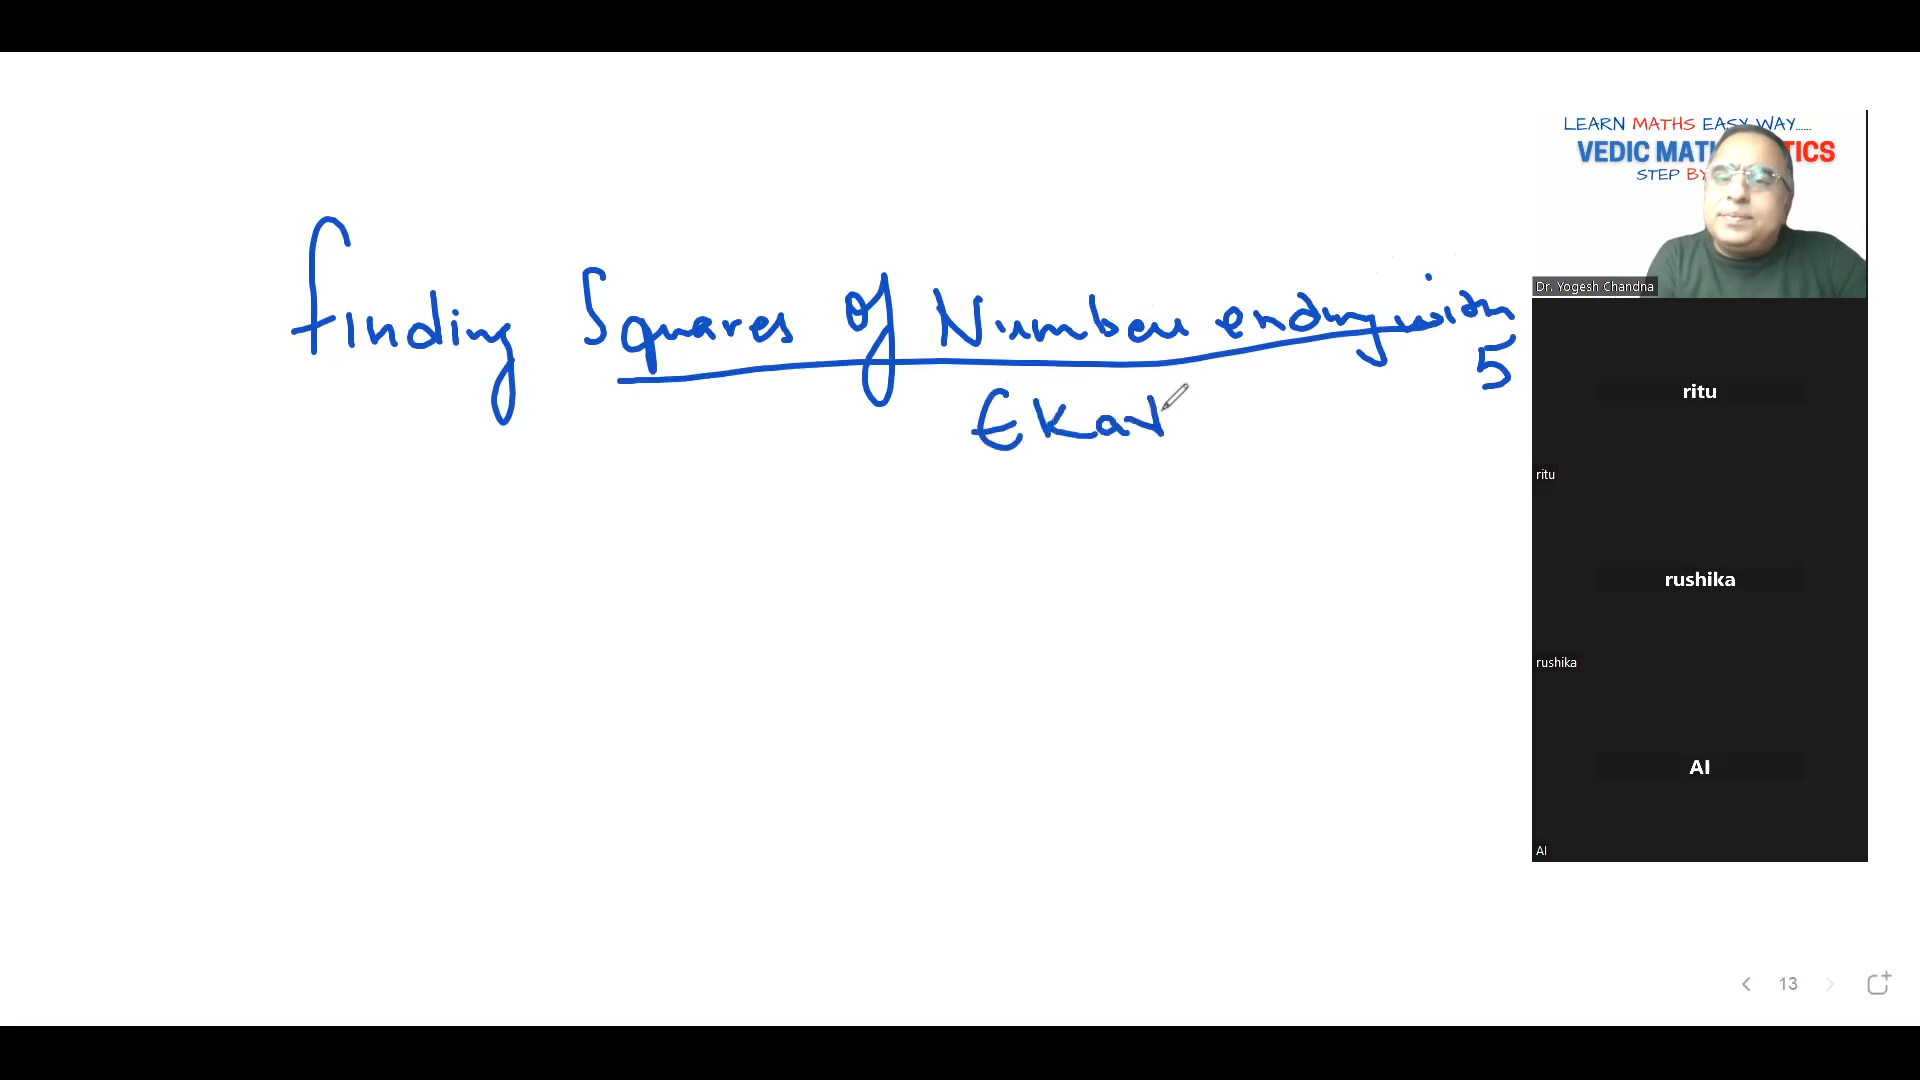 LEARN MATHS EASY WAY......
VEDIC MAT TICS
STEP BY
Dr. Yogesh Chandna
Finding Squares of Number ending with
5
Ekav
ritu
ritu
rushika
rushika
AI
AI
13